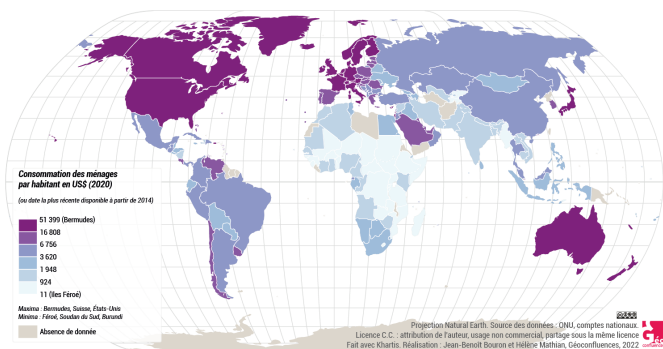 Consommation des ménages
par habitant en US$ (2020)
(ou date la plus récente disponible à partir de 2014)
51 399 (Bermudes)
16 808
6 756
3 620
1 948
924
11 (Iles Féroé)
Maxima : Bermudes, Suisse, États-Unis
Minima : Féroé, Soudan du Sud, Burundi
Absence de donnée
Projection Natural Earth. Source des données : ONU, comptes nationaux.
Licence C.C. : attribution de l'auteur, usage non commercial, partage sous la même licence
Fait avec Khartis. Réalisation : Jean-Benoît Bouron et Hélène Mathian, Géoconfluences, 2022